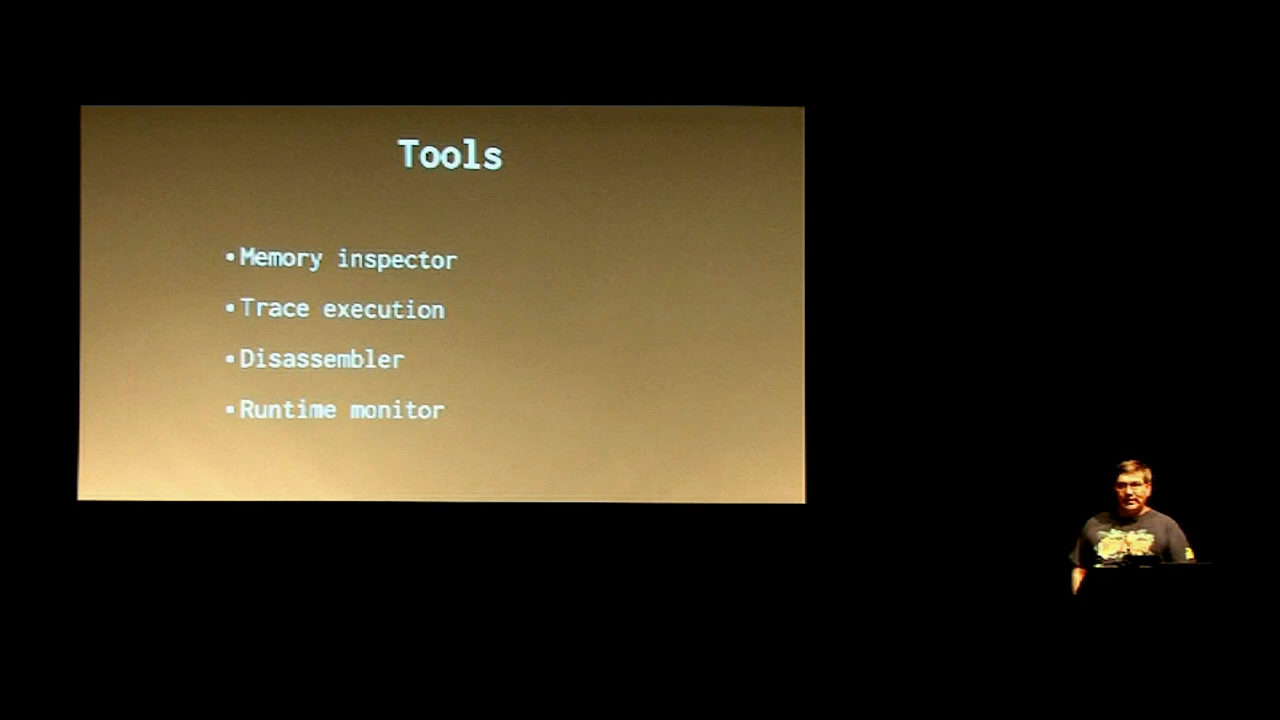 Tools
•Memory inspector
•Trace execution
•Disassembler
•Runtime monitor